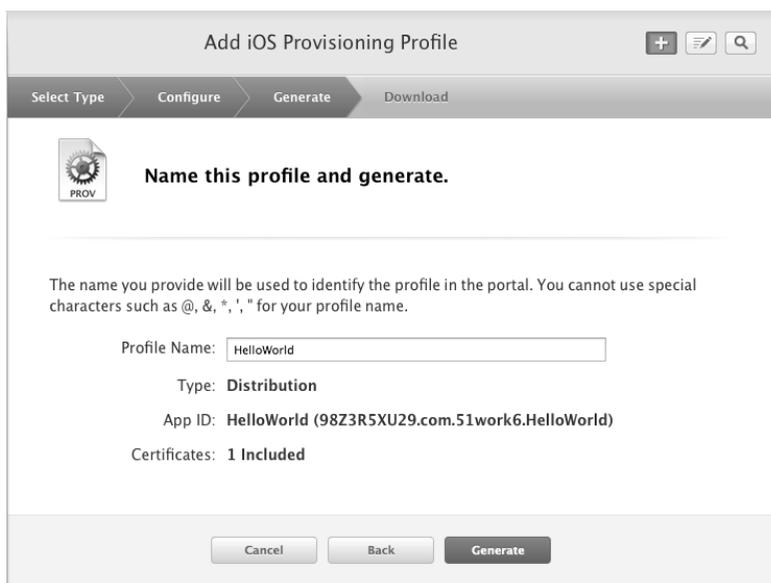 Add iOS Provisioning Profile
Select Type
Configure
Generate
Download
PROV
Name this profile and generate.
The name you provide will be used to identify the profile in the portal. You cannot use special
characters such as @, &, *, ', " for your profile name.
Profile Name: HelloWorld
Type: Distribution
App ID: HelloWorld (98Z3R5XU29.com.51work6.HelloWorld)
Certificates: 1 Included
Cancel
Back
Generate